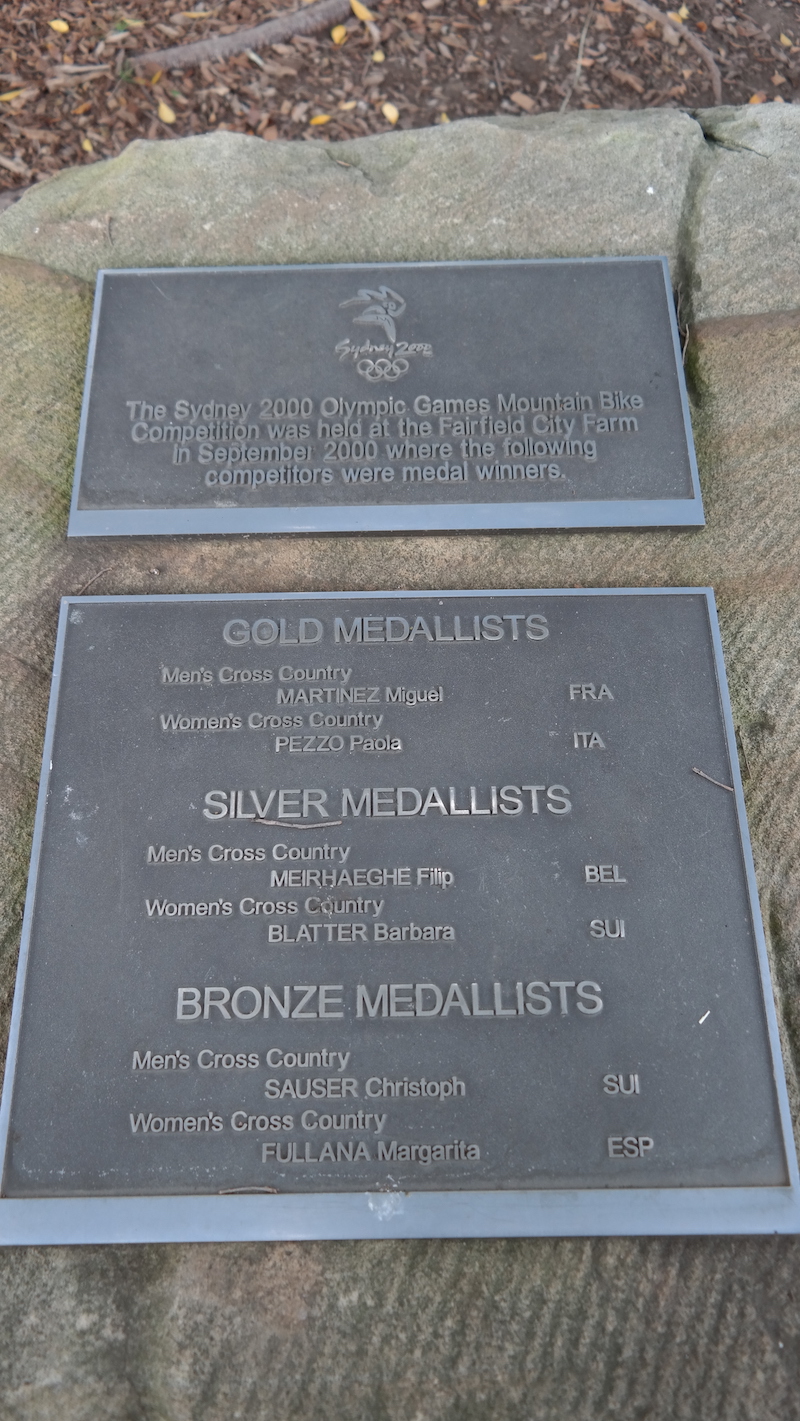 Sydney 2000
The Sydney 2000 Olympic Games Mountain Bike
Competition was held at the Fairfield City Farm
in September 2000 where the following
competitors were medal winners.
GOLD MEDALLISTS
Men's Cross Country
MARTINEZ Miguel FRA
Women's Cross Country
PEZZO Paola ITA
SILVER MEDALLISTS
Men's Cross Country
MEIRHAEGHE Filip BEL
Women's Cross Country
BLATTER Barbara SUI
BRONZE MEDALLISTS
Men's Cross Country
SAUSER Christoph SUI
Women's Cross Country
FULLANA Margarita ESP